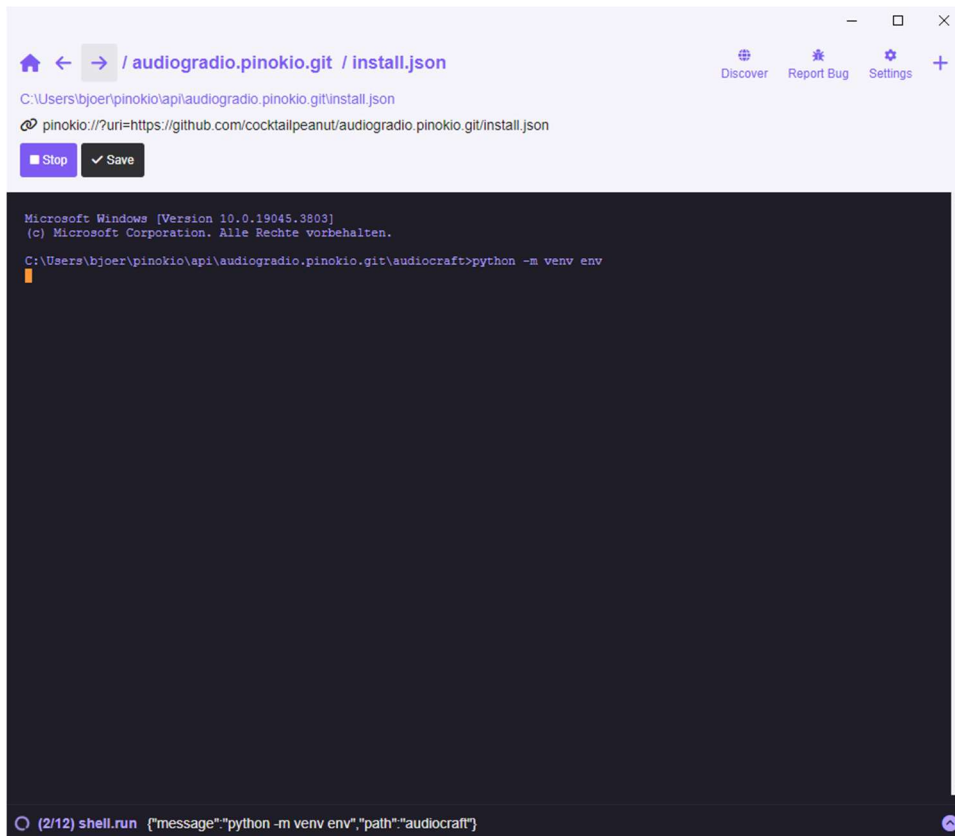 / audiogradio.pinokio.git / install.json
Discover Report Bug Settings
C:\Users\bjoer\pinokio\api\audiogradio.pinokio.git\install.json
pinokio://?uri=https://github.com/cocktailpeanut/audiogradio.pinokio.git/install.json
Stop Save
Microsoft Windows [Version 10.0.19045.3803]
(c) Microsoft Corporation. Alle Rechte vorbehalten.
C:\Users\bjoer\pinokio\api\audiogradio.pinokio.git\audiocraft>python -m venv env
(2/12) shell.run {"message":"python -m venv env","path":"audiocraft"}